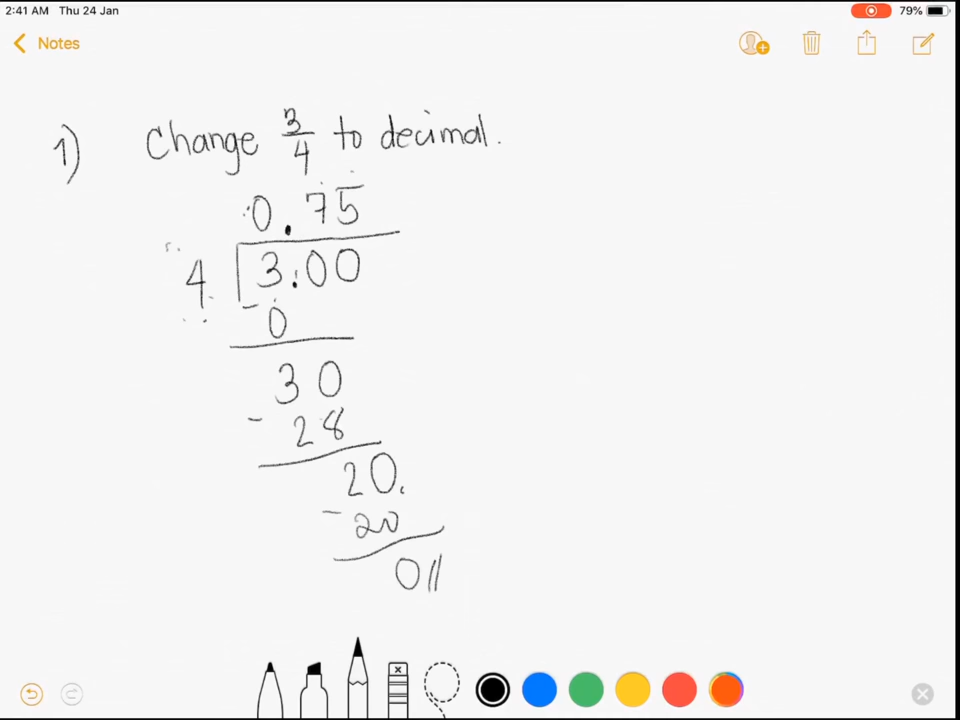 2:41 AM Thu 24 Jan 79%
Notes
1) Change 3/4 to decimal.
0.75
4 3.00
- 0
30
- 28
20.
- 20
0//